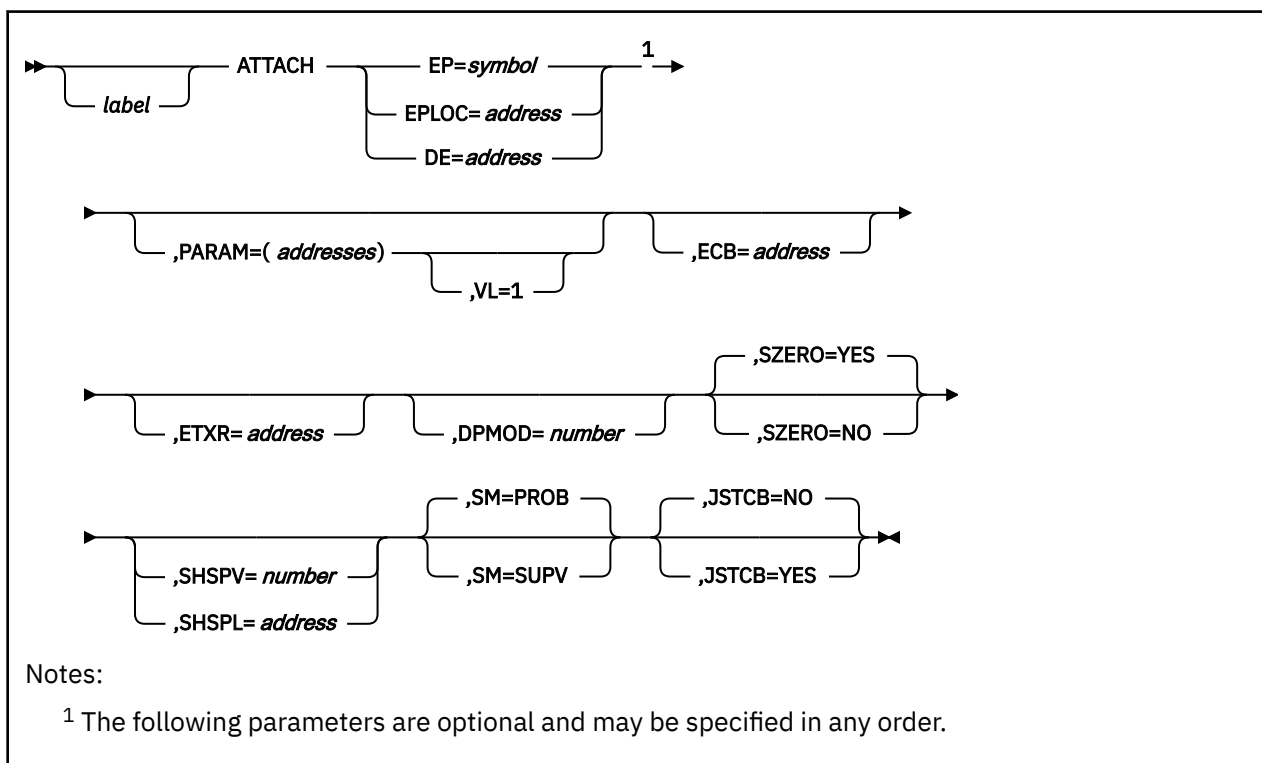 1
ATTACH EP=symbol
label
EPLOC= address
DE=address
,PARAM=( addresses) ,ECB= address
,VL=1
,SZERO=YES
,ETXR= address ,DPMOD= number ,SZERO=NO
,SM=PROB ,JSTCB=NO
,SHSPV= number ,SM=SUPV ,JSTCB=YES
,SHSPL= address
Notes:
1 The following parameters are optional and may be specified in any order.